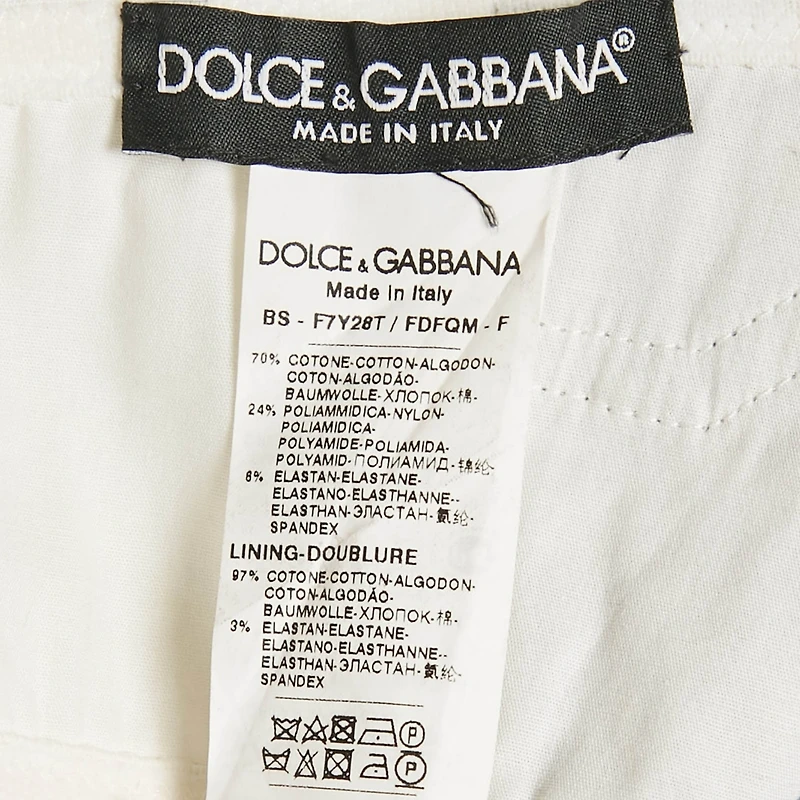 DOLCE & GABBANA®
MADE IN ITALY
DOLCE & GABBANA
Made in Italy
BS - F7Y28T / FDFQM - F
70% COTONE-COTTON-ALGODON-
COTON-ALGODÃO-
BAUMWOLLE-ХЛОПОК-棉-
24% POLIAMMIDICA-NYLON-
POLIAMIDICA-
POLYAMIDE-POLIAMIDA-
POLYAMID-ПОЛИАМИД-锦纶-
6% ELASTAN-ELASTANE-
ELASTANO-ELASTHANNE--
ELASTHAN-ЭЛАСТАН-氨纶-
SPANDEX
LINING-DOUBLURE
97% COTONE-COTTON-ALGODON-
COTON-ALGODÃO-
BAUMWOLLE-ХЛОПОК-棉-
3% ELASTAN-ELASTANE-
ELASTANO-ELASTHANNE--
ELASTHAN-ЭЛАСТАН-氨纶-
SPANDEX
P
P